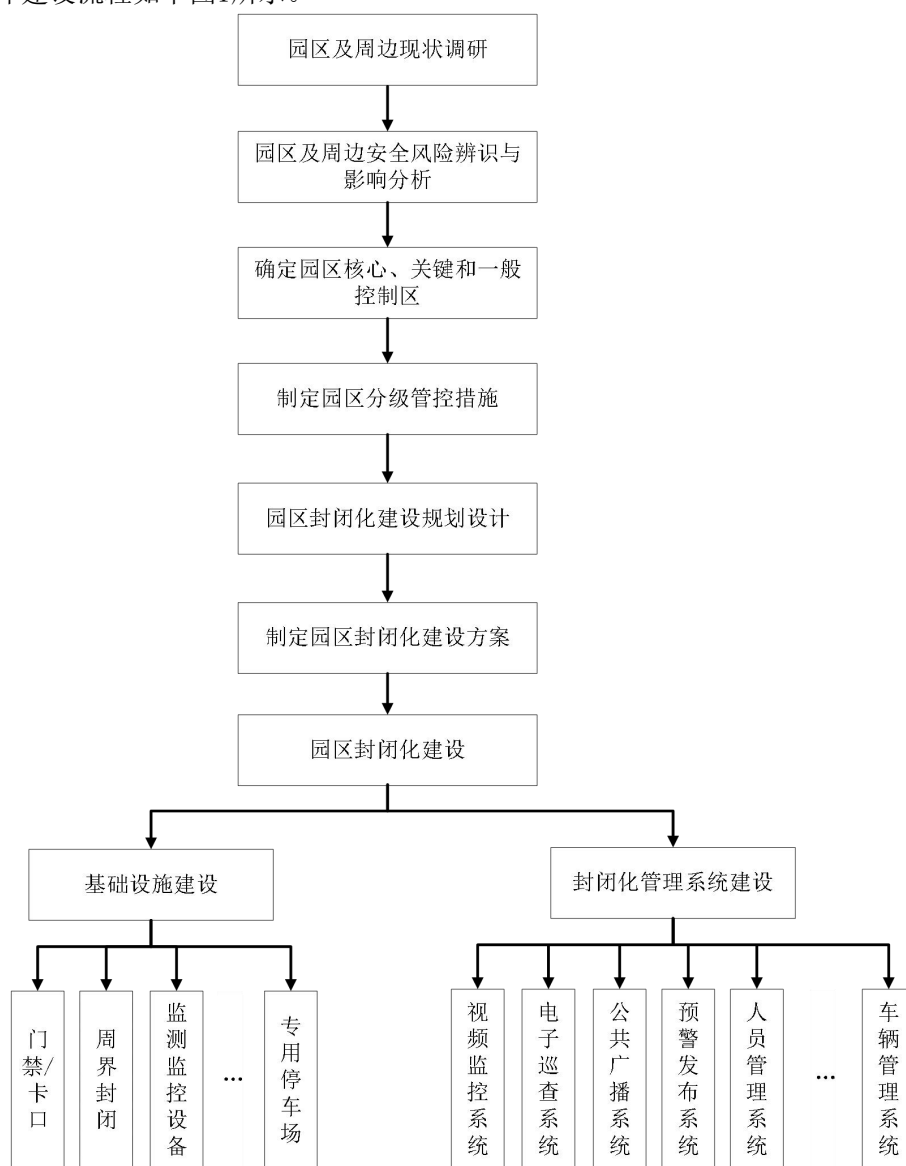 园区及周边现状调研
园区及周边安全风险辨识与
影响分析
确定园区核心、关键和一般
控制区
制定园区分级管控措施
园区封闭化建设规划设计
制定园区封闭化建设方案
园区封闭化建设
基础设施建设
封闭化管理系统建设
门禁/卡口
周界封闭
监测监控设备
...
专用停车场
视频监控系统
电子巡查系统
公共广播系统
预警发布系统
人员管理系统
...
车辆管理系统